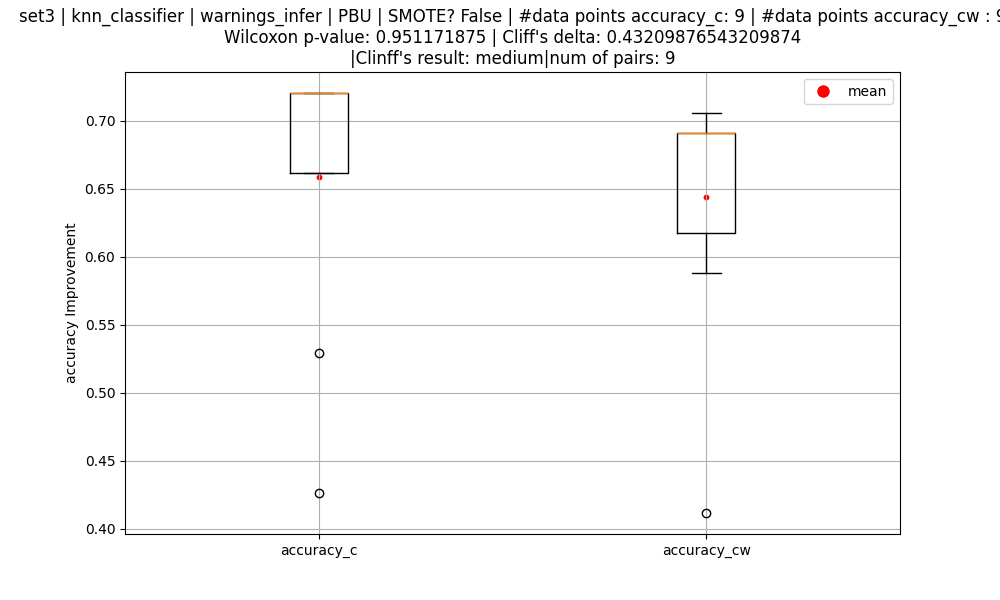 set3 | knn_classifier | warnings_infer | PBU | SMOTE? False | #data points accuracy_c: 9 | #data points accuracy_cw : 9
Wilcoxon p-value: 0.951171875 | Cliff's delta: 0.43209876543209874
|Clinff's result: medium|num of pairs: 9
mean
0.70
0.65
0.60
0.55
0.50
0.45
0.40
accuracy Improvement
accuracy_c
accuracy_cw